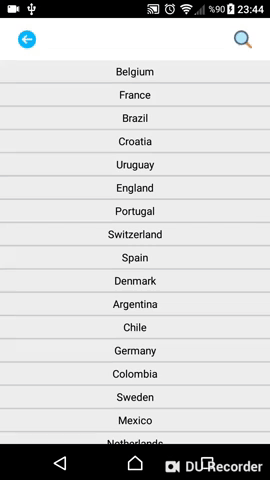 %90 23:44
Belgium
France
Brazil
Croatia
Uruguay
England
Portugal
Switzerland
Spain
Denmark
Argentina
Chile
Germany
Colombia
Sweden
Mexico
Netherlands
DU Recorder